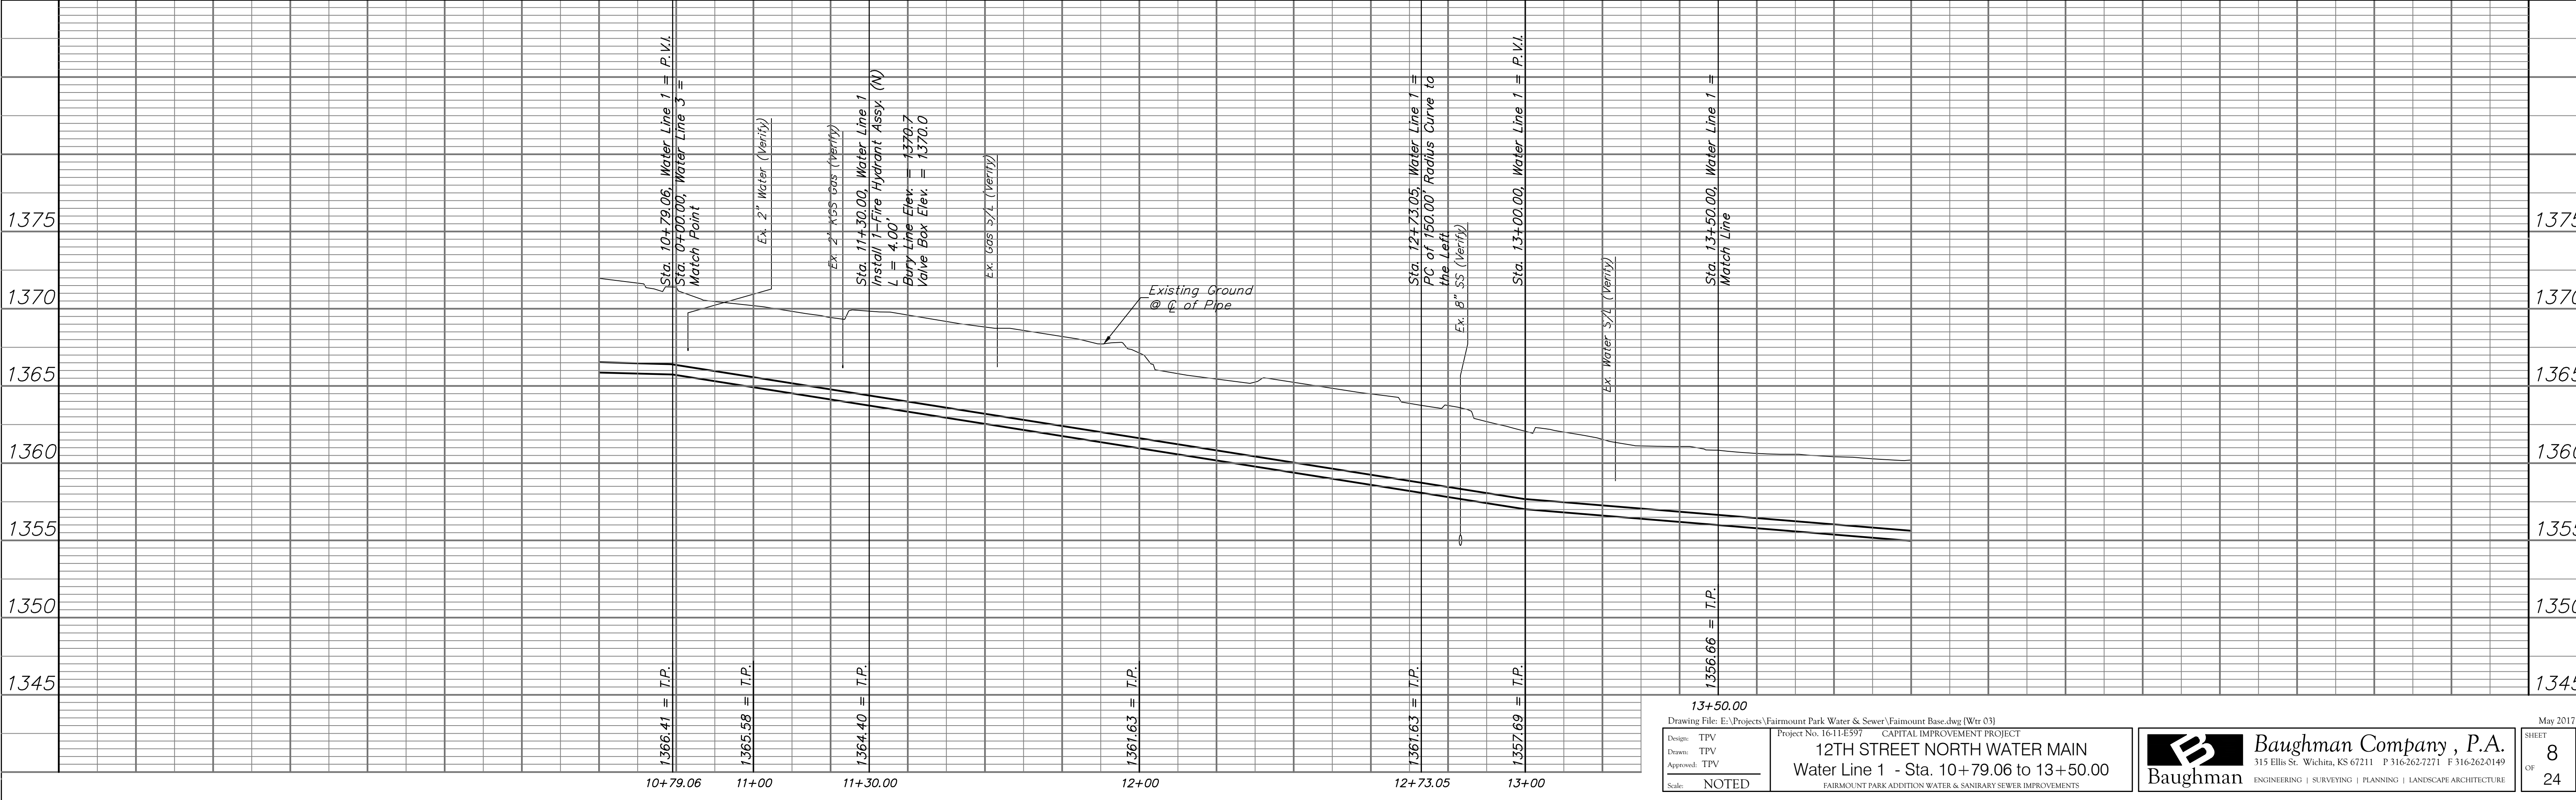 Sta. 10+79.06, Water Line 1 = P.V.I.
Sta. 0+00.00, Water Line 3 =
Match Point
Ex. 2" Water (Verify)
Ex. 2" KGS Gas (Verify)
Sta. 11+30.00, Water Line 1
Install 1-Fire Hydrant Assy. (N)
L = 4.00'
Bury Line Elev. = 1370.7
Valve Box Elev. = 1370.0
Ex. Gas S/L (Verify)
Existing Ground
@ ℄ of Pipe
Sta. 12+73.05, Water Line 1 =
PC of 150.00' Radius Curve to
the Left
Ex. 8" SS (Verify)
Sta. 13+00.00, Water Line 1 = P.V.I.
Ex. Water S/L (Verify)
Sta. 13+50.00, Water Line 1 =
Match Line
1375
1370
1365
1360
1355
1350
1345
1375
1370
1365
1360
1355
1350
1345
1366.41 = T.P.
1365.58 = T.P.
1364.40 = T.P.
1361.63 = T.P.
1361.63 = T.P.
1357.69 = T.P.
1356.66 = T.P.
10+79.06
11+00
11+30.00
12+00
12+73.05
13+00
13+50.00
Drawing File: E:\Projects\Fairmount Park Water & Sewer\Faimount Base.dwg {Wtr 03}
May 2017
Design: TPV
Drawn: TPV
Approved: TPV
Scale: NOTED
Project No. 16-11-E597 CAPITAL IMPROVEMENT PROJECT
12TH STREET NORTH WATER MAIN
Water Line 1 - Sta. 10+79.06 to 13+50.00
FAIRMOUNT PARK ADDITION WATER & SANIRARY SEWER IMPROVEMENTS
B
Baughman
Baughman Company , P.A.
315 Ellis St. Wichita, KS 67211 P 316-262-7271 F 316-262-0149
ENGINEERING | SURVEYING | PLANNING | LANDSCAPE ARCHITECTURE
SHEET
8
OF
24